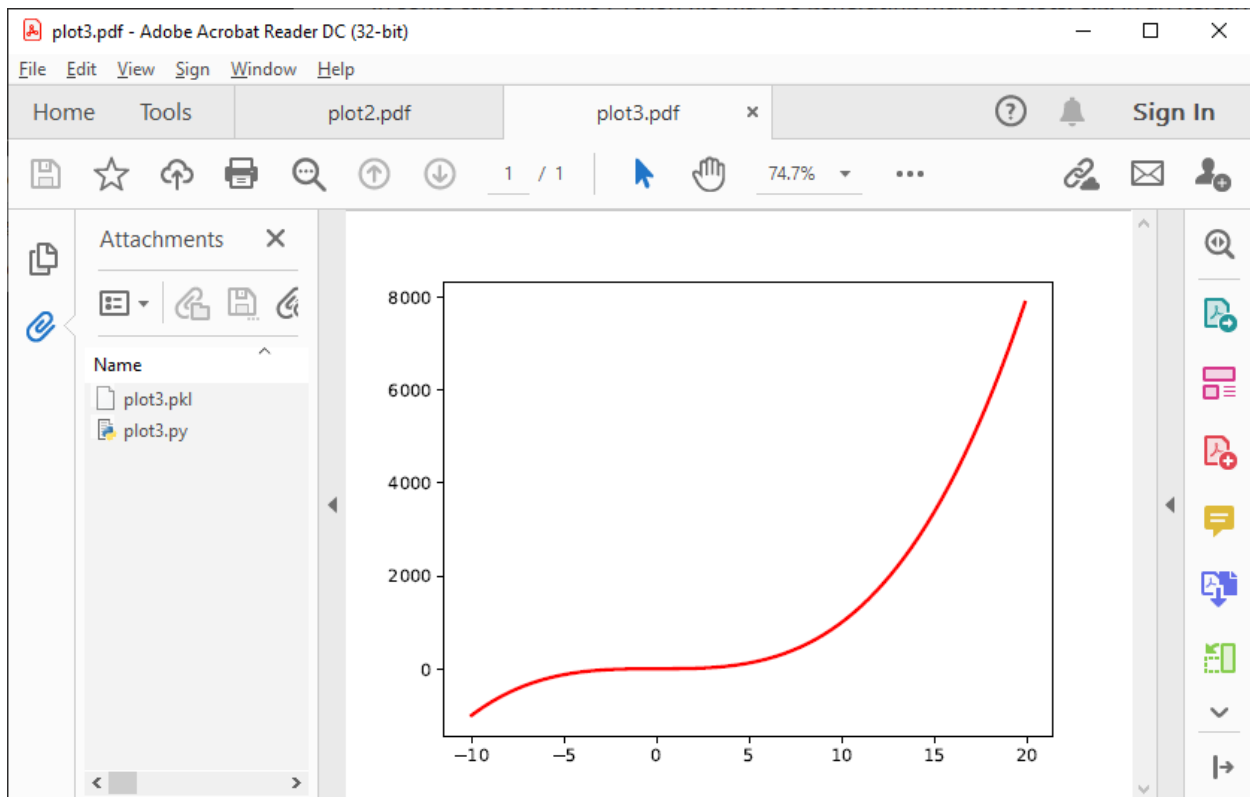 plot3.pdf - Adobe Acrobat Reader DC (32-bit)
File Edit View Sign Window Help
Home Tools plot2.pdf plot3.pdf × Sign In
1 / 1 74.7%
Attachments
Name
plot3.pkl
plot3.py
8000
6000
4000
2000
0
−10 −5 0 5 10 15 20